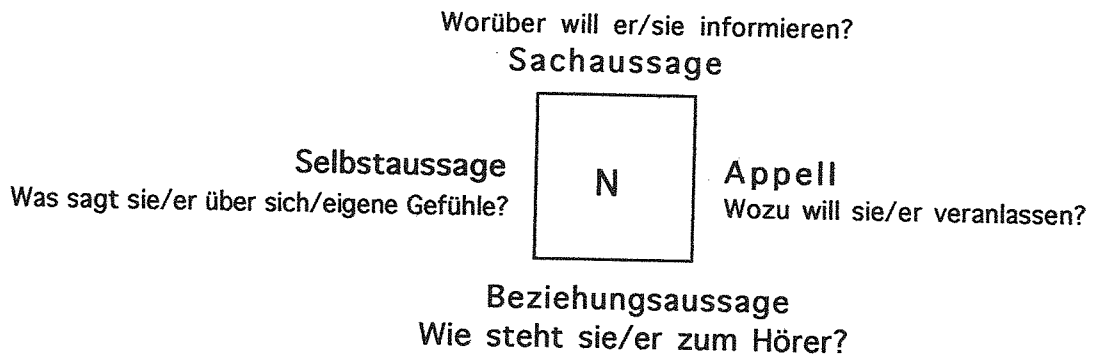 Worüber will er/sie informieren?
Sachaussage
Selbstaussage
Was sagt sie/er über sich/eigene Gefühle?
N
Appell
Wozu will sie/er veranlassen?
Beziehungsaussage
Wie steht sie/er zum Hörer?